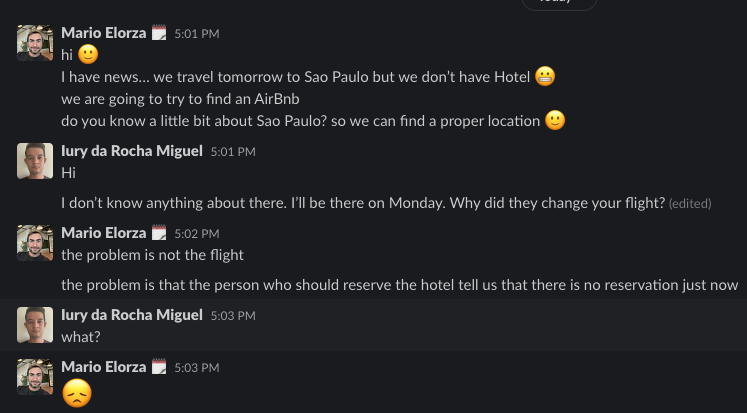 Mario Elorza 5:01 PM
hi 🙂
I have news... we travel tomorrow to Sao Paulo but we don't have Hotel 😬
we are going to try to find an AirBnb
do you know a little bit about Sao Paulo? so we can find a proper location 🙂
Iury da Rocha Miguel 5:01 PM
Hi
I don't know anything about there. I'll be there on Monday. Why did they change your flight? (edited)
Mario Elorza 5:02 PM
the problem is not the flight
the problem is that the person who should reserve the hotel tell us that there is no reservation just now
Iury da Rocha Miguel 5:03 PM
what?
Mario Elorza 5:03 PM
😞